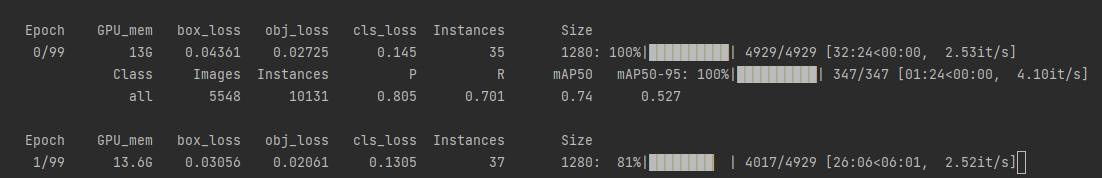 Epoch GPU_mem box_loss obj_loss cls_loss Instances Size
0/99 13G 0.04361 0.02725 0.145 35 1280: 100%|██████████| 4929/4929 [32:24<00:00, 2.53it/s]
Class Images Instances P R mAP50 mAP50-95: 100%|██████████| 347/347 [01:24<00:00, 4.10it/s]
all 5548 10131 0.805 0.701 0.74 0.527
Epoch GPU_mem box_loss obj_loss cls_loss Instances Size
1/99 13.6G 0.03056 0.02061 0.1305 37 1280: 81%|████████ | 4017/4929 [26:06<06:01, 2.52it/s]